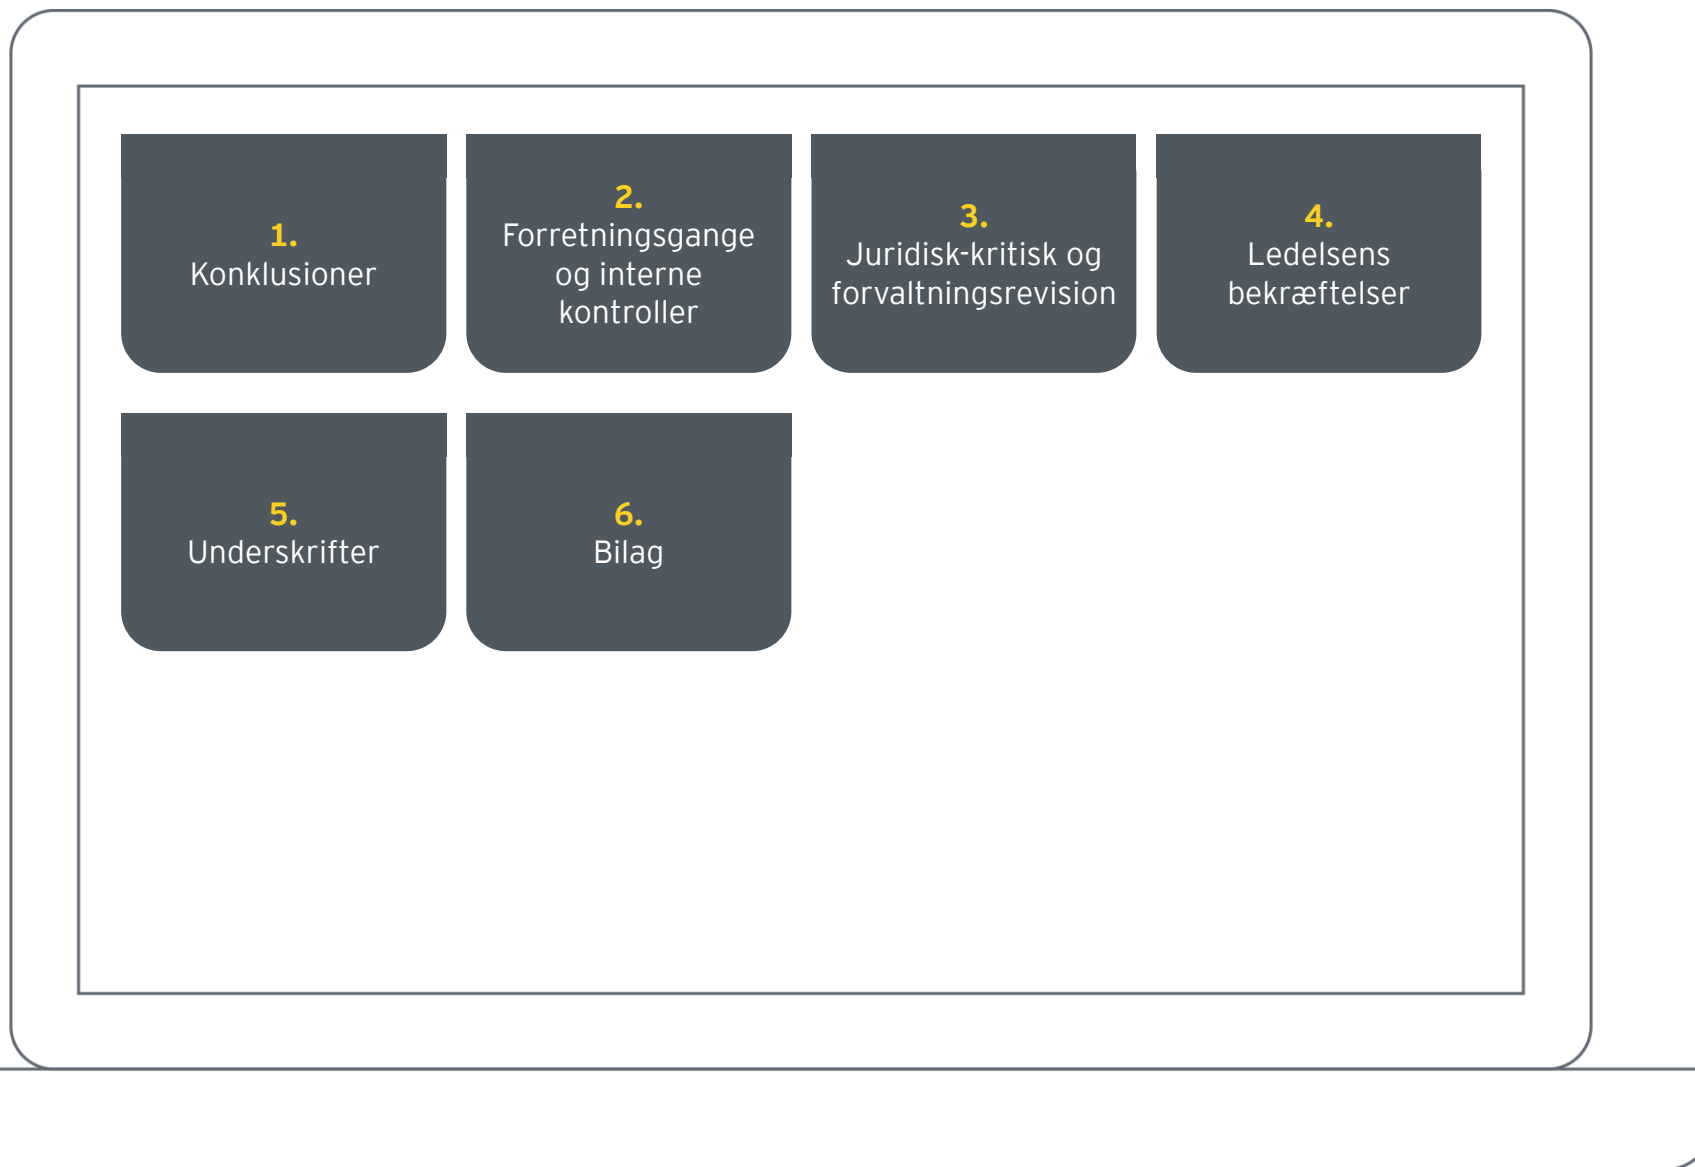 1.
Konklusioner
2.
Forretningsgange
og interne
kontroller
3.
Juridisk-kritisk og
forvaltningsrevision
4.
Ledelsens
bekræftelser
5.
Underskrifter
6.
Bilag